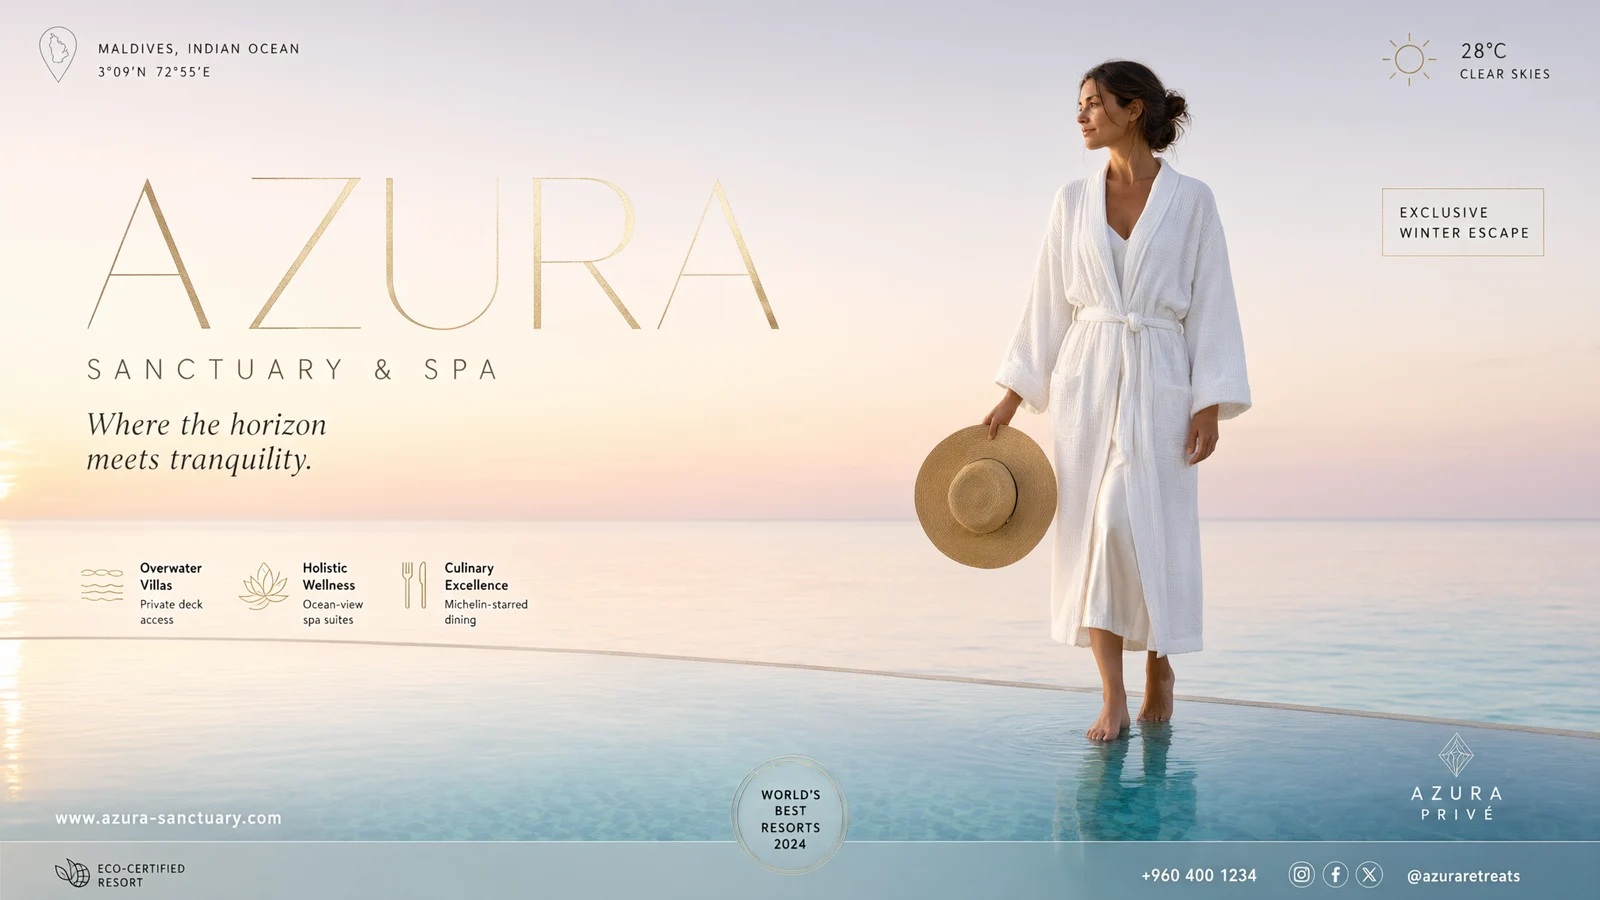 MALDIVES, INDIAN OCEAN
3°09'N 72°55'E
28°C
CLEAR SKIES
EXCLUSIVE
WINTER ESCAPE
AZURA
SANCTUARY & SPA
Where the horizon
meets tranquility.
Overwater
Villas
Private deck
access
Holistic
Wellness
Ocean-view
spa suites
Culinary
Excellence
Michelin-starred
dining
AZURA
PRIVÉ
www.azura-sanctuary.com
WORLD'S
BEST
RESORTS
2024
ECO-CERTIFIED
RESORT
+960 400 1234
@azuraretreats